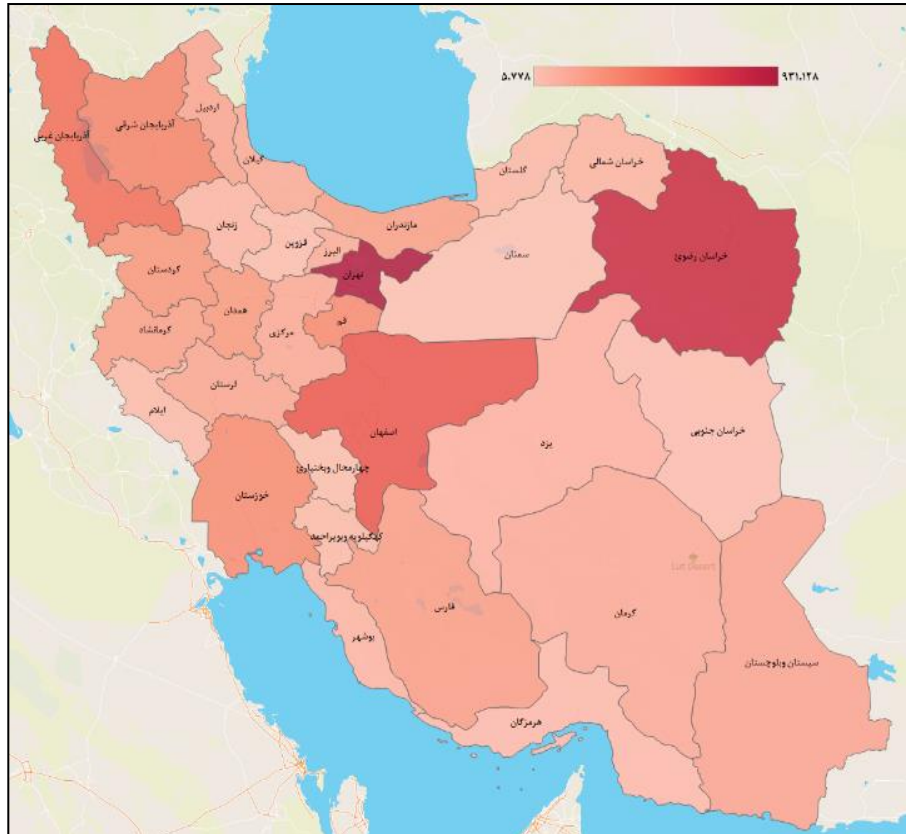 ۵.۷۷۸ ۹۳۱.۱۲۸
اردبیل
آذربایجان شرقی
آذربایجان غربی
گیلان
گلستان
خراسان شمالی
زنجان
مازندران
قزوین
البرز
سمنان
خراسان رضوی
تهران
کردستان
همدان
قم
کرمانشاه
مرکزی
لرستان
ایلام
اصفهان
خراسان جنوبی
یزد
چهارمحال وبختیاری
خوزستان
کهگیلویه وبویراحمد
Lut Desert
فارس
کرمان
بوشهر
سیستان وبلوچستان
هرمزگان